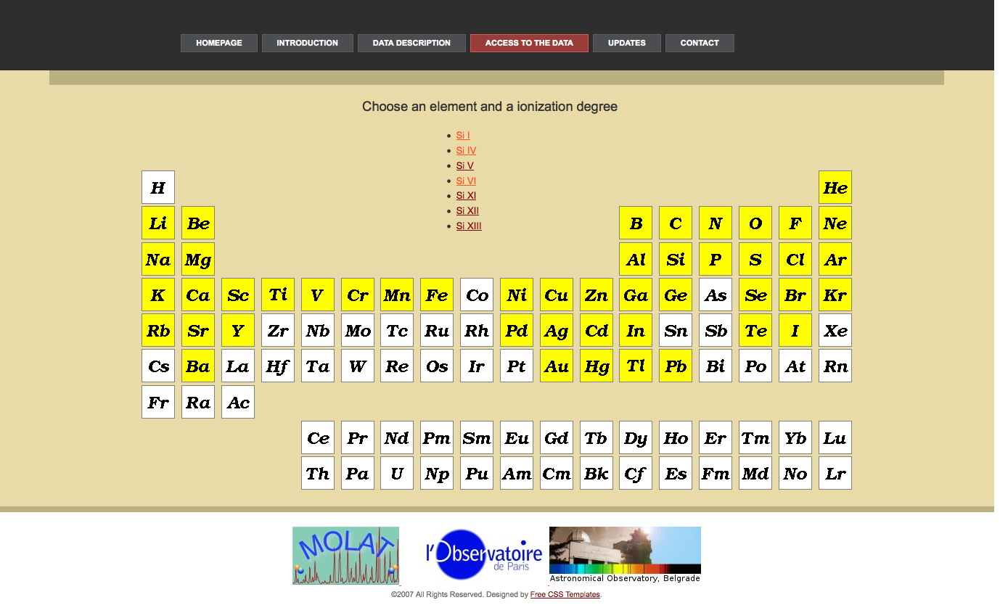 HOMEPAGE INTRODUCTION DATA DESCRIPTION ACCESS TO THE DATA UPDATES CONTACT
Choose an element and a ionization degree
Si I
Si IV
Si V
Si VI
Si XI
Si XII
Si XIII
H He
Li Be B C N O F Ne
Na Mg Al Si P S Cl Ar
K Ca Sc Ti V Cr Mn Fe Co Ni Cu Zn Ga Ge As Se Br Kr
Rb Sr Y Zr Nb Mo Tc Ru Rh Pd Ag Cd In Sn Sb Te I Xe
Cs Ba La Hf Ta W Re Os Ir Pt Au Hg Tl Pb Bi Po At Rn
Fr Ra Ac
Ce Pr Nd Pm Sm Eu Gd Tb Dy Ho Er Tm Yb Lu
Th Pa U Np Pu Am Cm Bk Cf Es Fm Md No Lr
MOLAT
l'Observatoire
de Paris
Astronomical Observatory, Belgrade
©2007 All Rights Reserved. Designed by Free CSS Templates.